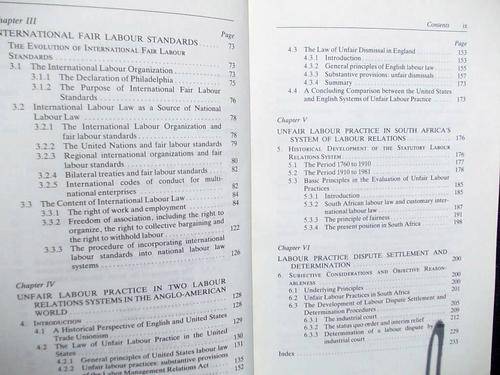 Chapter III
INTERNATIONAL FAIR LABOUR STANDARDS
Page
73
THE EVOLUTION OF INTERNATIONAL FAIR LABOUR
STANDARDS
73
3.1 The International Labour Organization
73
3.1.1 The Declaration of Philadelphia
75
3.1.2 The Purpose of International Fair Labour
Standards
76
3.2 International Labour Law as a Source of National
Labour Law
78
3.2.1 The International Labour Organization and
fair labour standards
78
3.2.2 The United Nations and fair labour standards
79
3.2.3 Regional international organizations and fair
labour standards
80
3.2.4 Bilateral treaties and fair labour standards
82
3.2.5 International codes of conduct for multi-
national enterprises
82
3.3 The Content of International Labour Law
84
3.3.1 The right of work and employment
84
3.3.2 Freedom of association, including the right to
organize, the right to collective bargaining and
the right to withhold labour
122
3.3.3 The procedure of incorporating international
labour standards into national labour law
systems
126
Chapter IV
UNFAIR LABOUR PRACTICE IN TWO LABOUR
RELATIONS SYSTEMS IN THE ANGLO-AMERICAN
WORLD
128
4. INTRODUCTION
128
4.1 A Historical Perspective of English and United States
Trade Unionism
129
4.2 The Law of Unfair Labour Practice in the United
States
131
4.2.1 General principles of United States labour law
131
4.2.2 Unfair labour practices: substantive provisions
of the Labor Management Relations Act
135
152
Contents ix
Page
4.3 The Law of Unfair Dismissal in England
153
4.3.1 Introduction
153
4.3.2 General principles of English labour law
155
4.3.3 Substantive provisions: unfair dismissals
157
4.3.4 Summary
173
4.4 A Concluding Comparison between the United States
and English Systems of Unfair Labour Practice
173
Chapter V
UNFAIR LABOUR PRACTICE IN SOUTH AFRICA'S
SYSTEM OF LABOUR RELATIONS
176
5. HISTORICAL DEVELOPMENT OF THE STATUTORY LABOUR
RELATIONS SYSTEM
176
5.1 The Period 1760 to 1910
177
5.2 The Period 1910 to 1981
178
5.3 Basic Principles in the Evaluation of Unfair Labour
Practices
185
5.3.1 Introduction
185
5.3.2 South African labour law and customary inter-
national labour law
187
5.3.3 The principle of fairness
191
5.3.4 The present position in South Africa
198
Chapter VI
LABOUR PRACTICE DISPUTE SETTLEMENT AND
DETERMINATION
200
6. SUBJECTIVE CONSIDERATIONS AND OBJECTIVE REASON-
ABLENESS
200
6.1 Underlying Principles
200
6.2 Unfair Labour Practices in South Africa
201
6.3 The Development of Labour Dispute Settlement and
Determination Procedures
205
6.3.1 The industrial court
209
6.3.2 The status quo order and interim relief
212
6.3.3 Determination of a labour dispute by
industrial court
229
Index
233